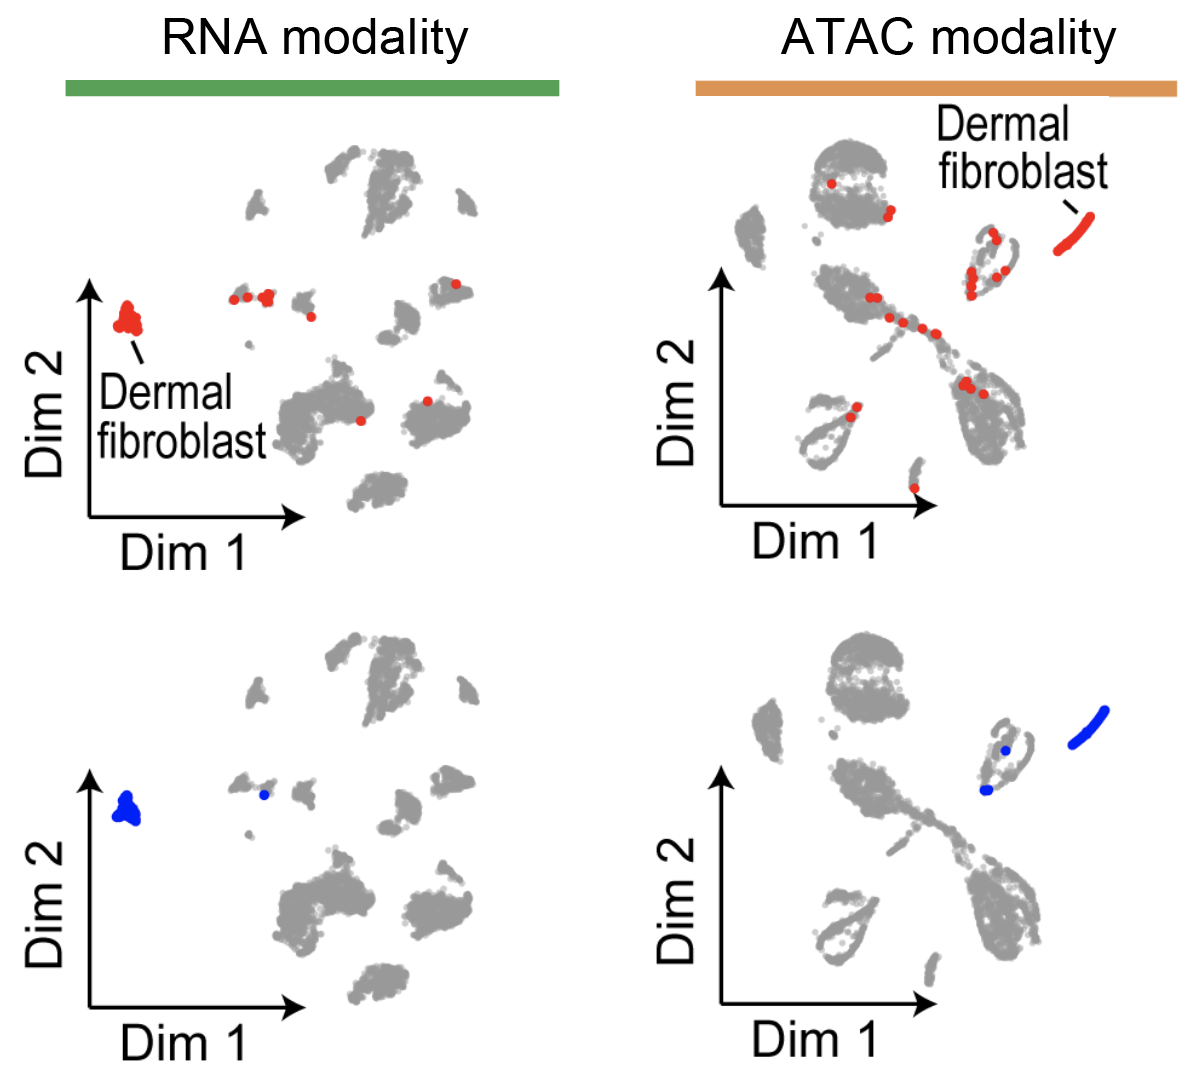 RNA modality
ATAC modality
Dermal
fibroblast
Dim 2
Dim 1
Dermal
fibroblast
Dim 2
Dim 1
Dim 2
Dim 1
Dim 2
Dim 1